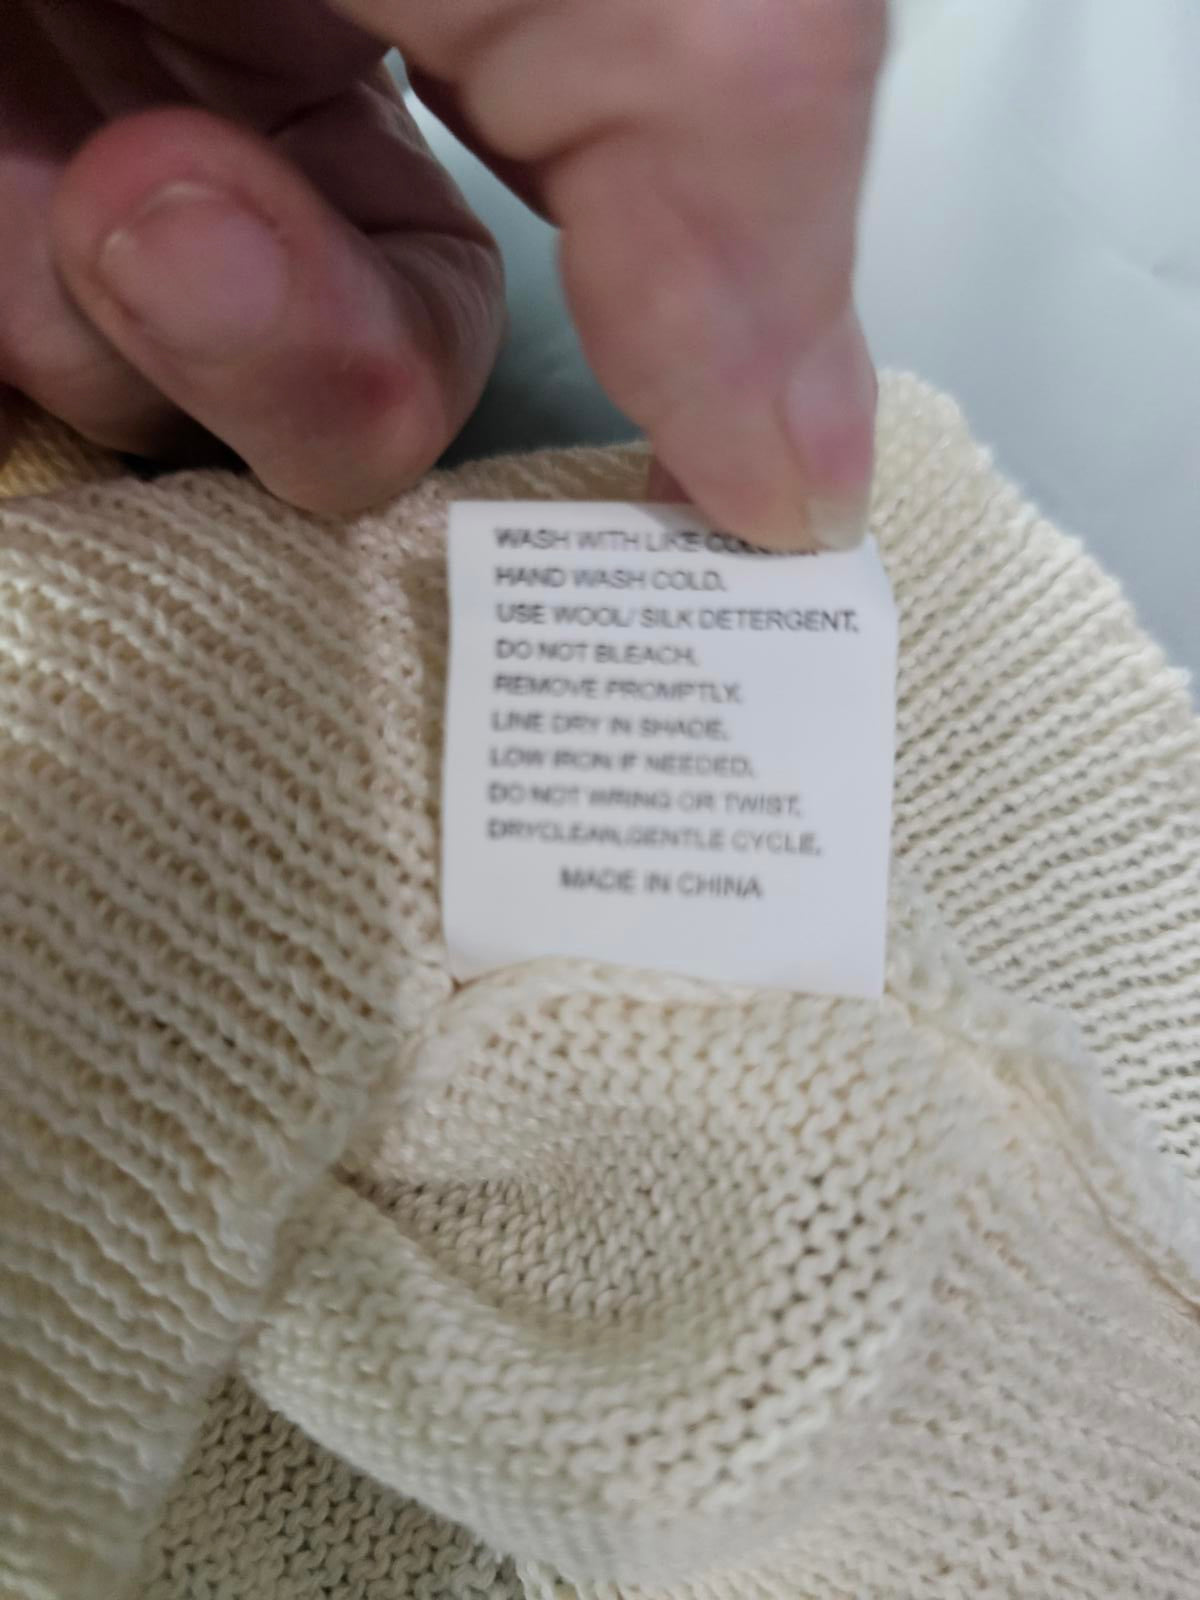 WASH WITH LIKE COLORS.
HAND WASH COLD.
USE WOOL/ SILK DETERGENT.
DO NOT BLEACH.
REMOVE PROMPTLY.
LINE DRY IN SHADE.
LOW IRON IF NEEDED.
DO NOT WRING OR TWIST.
DRYCLEAN,GENTLE CYCLE.
MADE IN CHINA